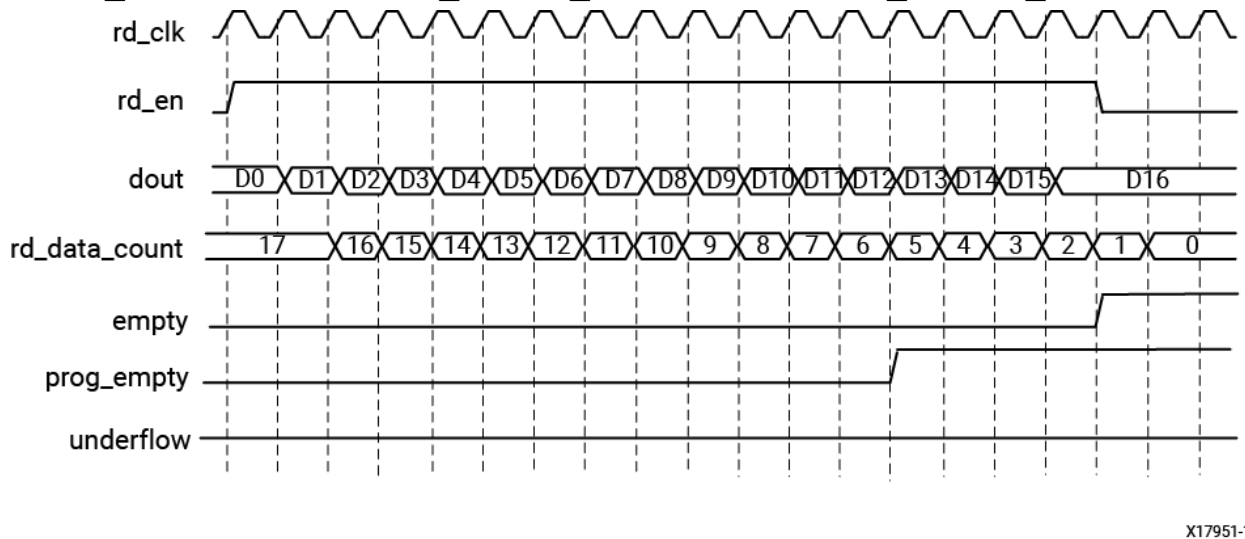 rd_clk
rd_en
dout D0 D1 D2 D3 D4 D5 D6 D7 D8 D9 D10 D11 D12 D13 D14 D15 D16
rd_data_count 17 16 15 14 13 12 11 10 9 8 7 6 5 4 3 2 1 0
empty
prog_empty
underflow